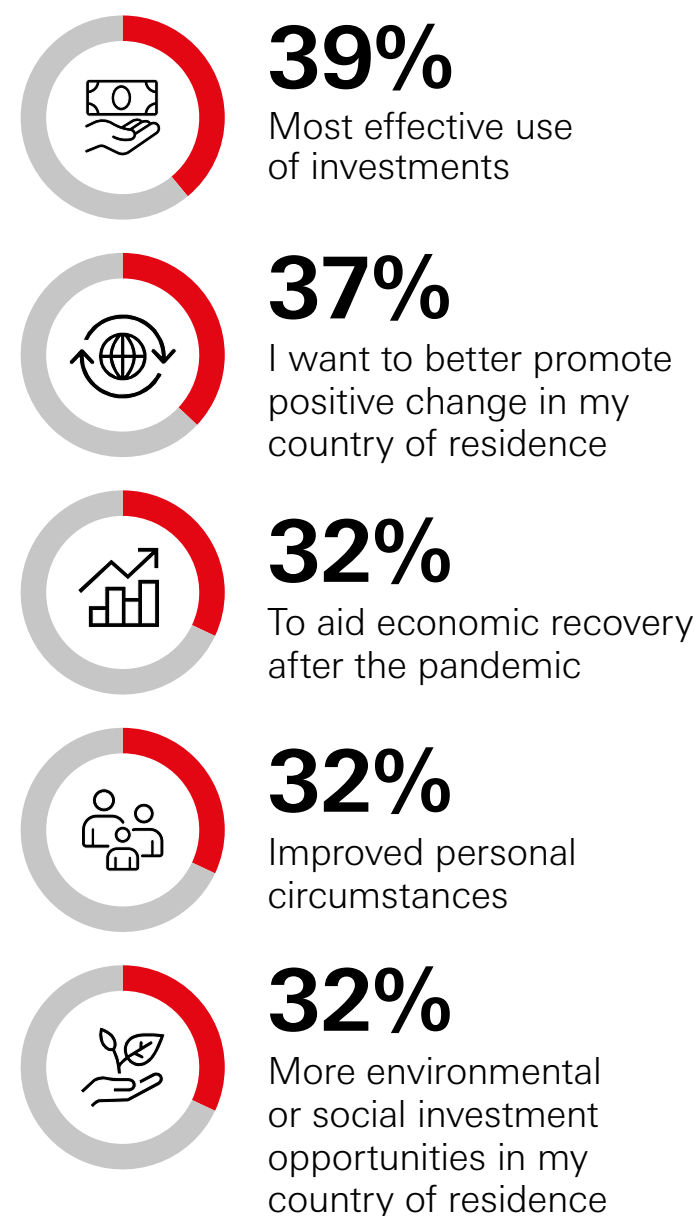 39%
Most effective use
of investments
37%
I want to better promote
positive change in my
country of residence
32%
To aid economic recovery
after the pandemic
32%
Improved personal
circumstances
32%
More environmental
or social investment
opportunities in my
country of residence